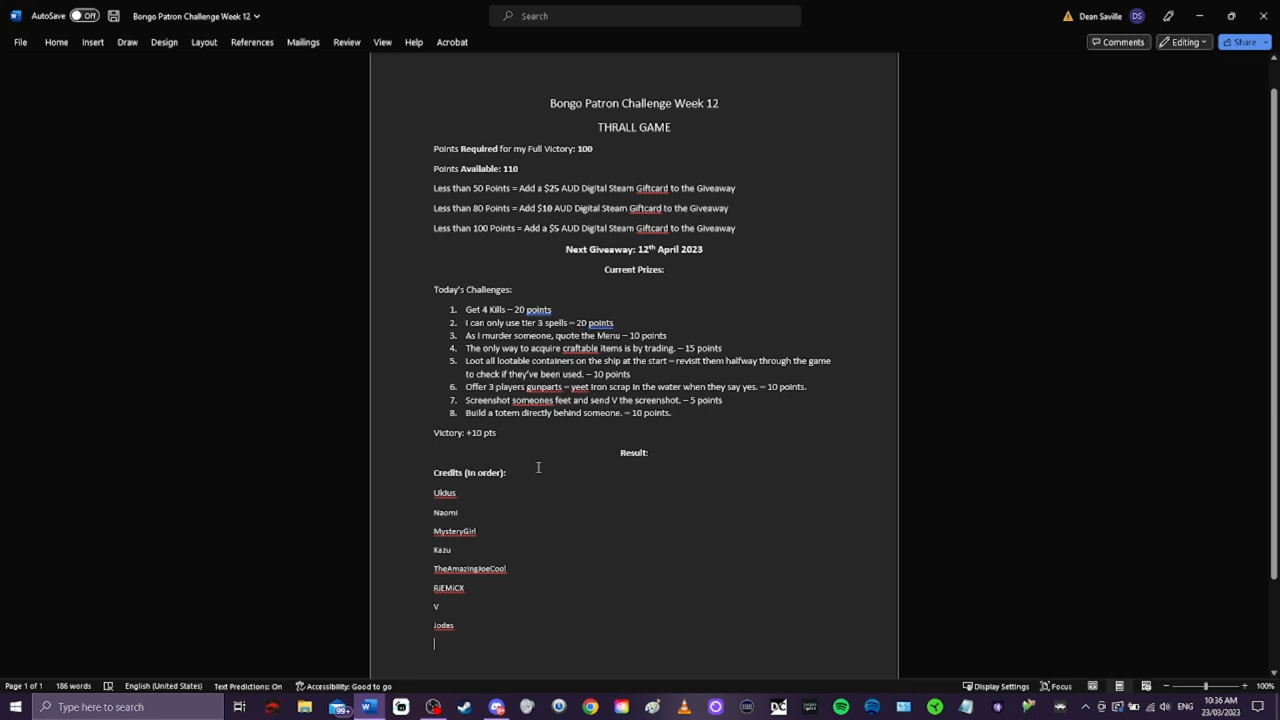 AutoSave Off Bongo Patron Challenge Week 12 Search Dean Saville DS
File Home Insert Draw Design Layout References Mailings Review View Help Acrobat Comments Editing Share
Bongo Patron Challenge Week 12
THRALL GAME
Points Required for my Full Victory: 100
Points Available: 110
Less than 50 Points = Add a $25 AUD Digital Steam Giftcard to the Giveaway
Less than 80 Points = Add $10 AUD Digital Steam Giftcard to the Giveaway
Less than 100 Points = Add a $5 AUD Digital Steam Giftcard to the Giveaway
Next Giveaway: 12th April 2023
Current Prizes:
Today's Challenges:
1. Get 4 Kills – 20 points
2. I can only use tier 3 spells – 20 points
3. As I murder someone, quote the Menu – 10 points
4. The only way to acquire craftable items is by trading. – 15 points
5. Loot all lootable containers on the ship at the start – revisit them halfway through the game
to check if they've been used. – 10 points
6. Offer 3 players gunparts – yeet Iron scrap in the water when they say yes. – 10 points.
7. Screenshot someones feet and send V the screenshot. – 5 points
8. Build a totem directly behind someone. – 10 points.
Victory: +10 pts
Result:
Credits (In order):
Naomi
MysteryGirl
Kazu
TheAmazingJoeCool
RiEMiCX
V
Jodas
Page 1 of 1 186 words English (United States) Text Predictions: On Accessibility: Good to go Display Settings Focus 100%
Type here to search 99+ ENG 10:36 AM
23/03/2023